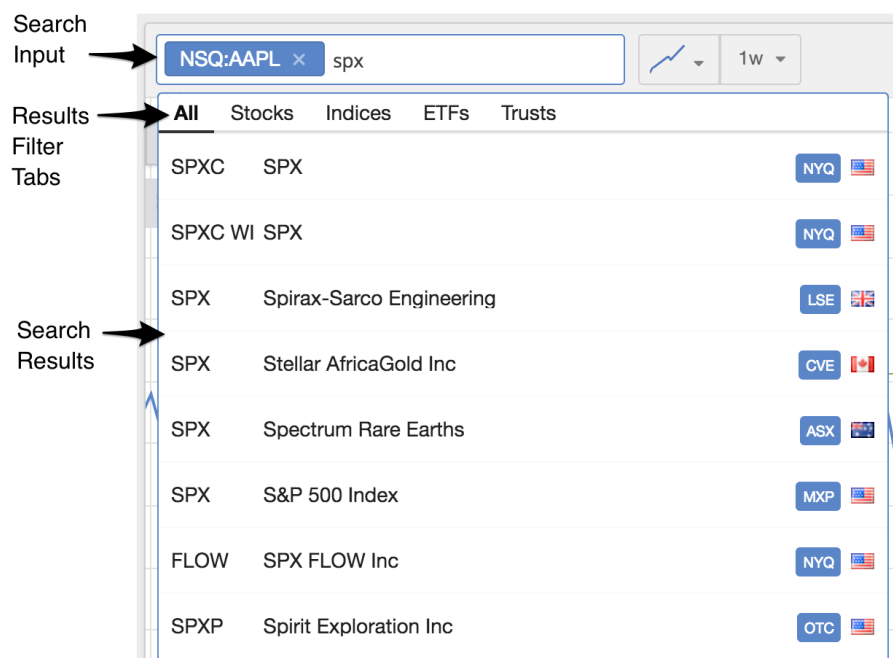 Search
Input
NSQ:AAPL × spx
1w
Results
Filter
Tabs
All Stocks Indices ETFs Trusts
SPXC SPX NYQ
SPXC WI SPX NYQ
SPX Spirax-Sarco Engineering LSE
Search
Results
SPX Stellar AfricaGold Inc CVE
SPX Spectrum Rare Earths ASX
SPX S&P 500 Index MXP
FLOW SPX FLOW Inc NYQ
SPXP Spirit Exploration Inc OTC